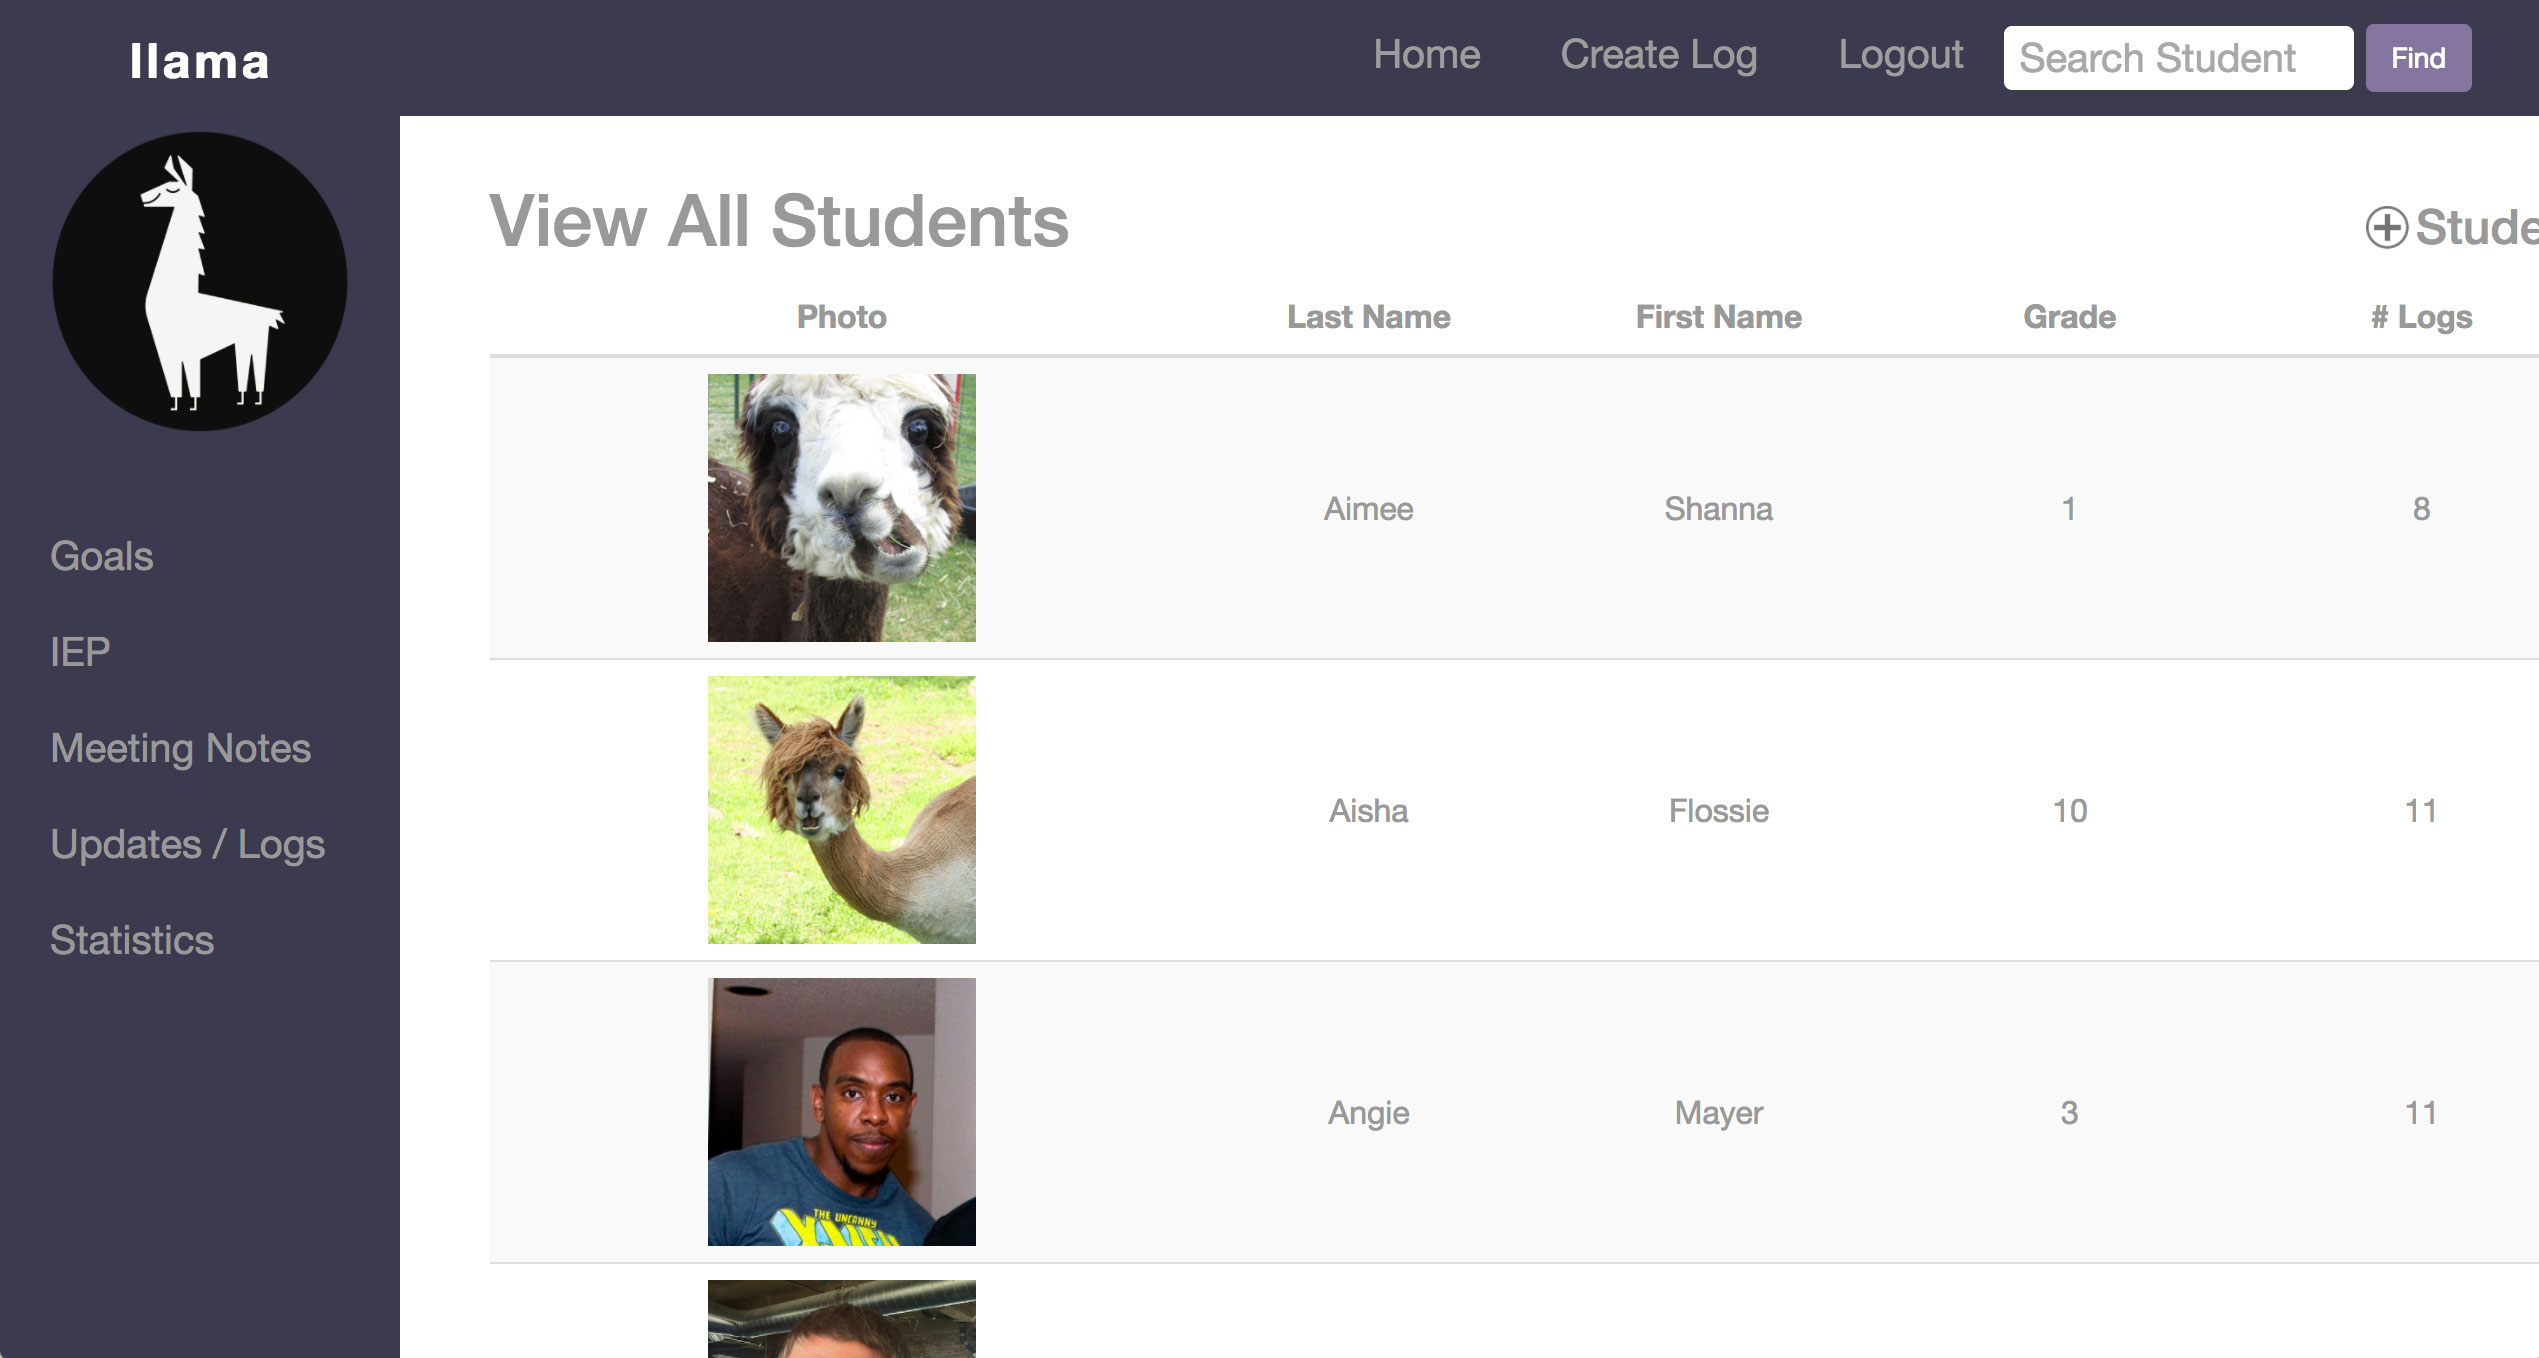 llama
Home Create Log Logout Search Student Find
View All Students
Stude
Photo Last Name First Name Grade # Logs
Aimee Shanna 1 8
Aisha Flossie 10 11
Angie Mayer 3 11
THE UNCANNY
Goals
IEP
Meeting Notes
Updates / Logs
Statistics